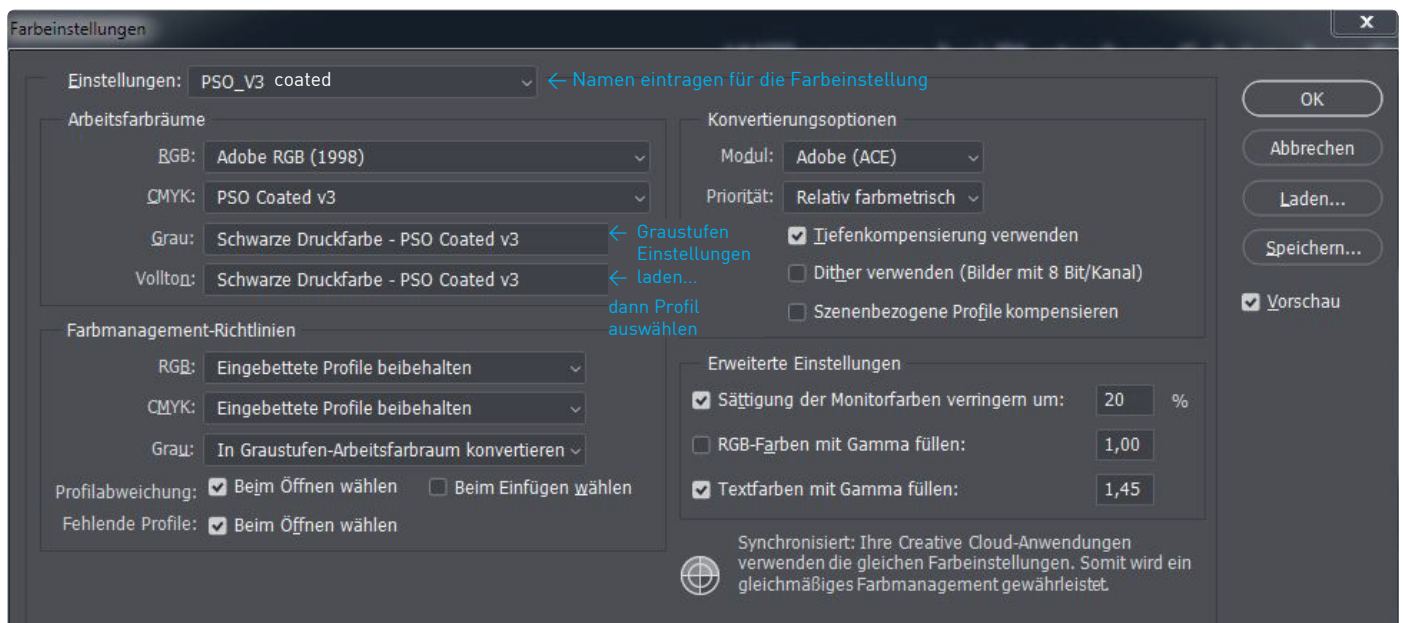 Farbeinstellungen
x
Einstellungen: PSO_V3 coated
← Namen eintragen für die Farbeinstellung
Arbeitsfarbräume
RGB: Adobe RGB (1998)
CMYK: PSO Coated v3
Grau: Schwarze Druckfarbe - PSO Coated v3
Vollton: Schwarze Druckfarbe - PSO Coated v3
← Graustufen
Einstellungen
← laden...
dann Profil
auswählen
Farbmanagement-Richtlinien
RGB: Eingebettete Profile beibehalten
CMYK: Eingebettete Profile beibehalten
Grau: In Graustufen-Arbeitsfarbraum konvertieren
Profilabweichung: Beim Öffnen wählen Beim Einfügen wählen
Fehlende Profile: Beim Öffnen wählen
Konvertierungsoptionen
Modul: Adobe (ACE)
Priorität: Relativ farbmetrisch
Tiefenkompensierung verwenden
Dither verwenden (Bilder mit 8 Bit/Kanal)
Szenenbezogene Profile kompensieren
Erweiterte Einstellungen
Sättigung der Monitorfarben verringern um: 20 %
RGB-Farben mit Gamma füllen: 1,00
Textfarben mit Gamma füllen: 1,45
Synchronisiert: Ihre Creative Cloud-Anwendungen
verwenden die gleichen Farbeinstellungen. Somit wird ein
gleichmäßiges Farbmanagement gewährleistet.
OK
Abbrechen
Laden...
Speichern...
Vorschau